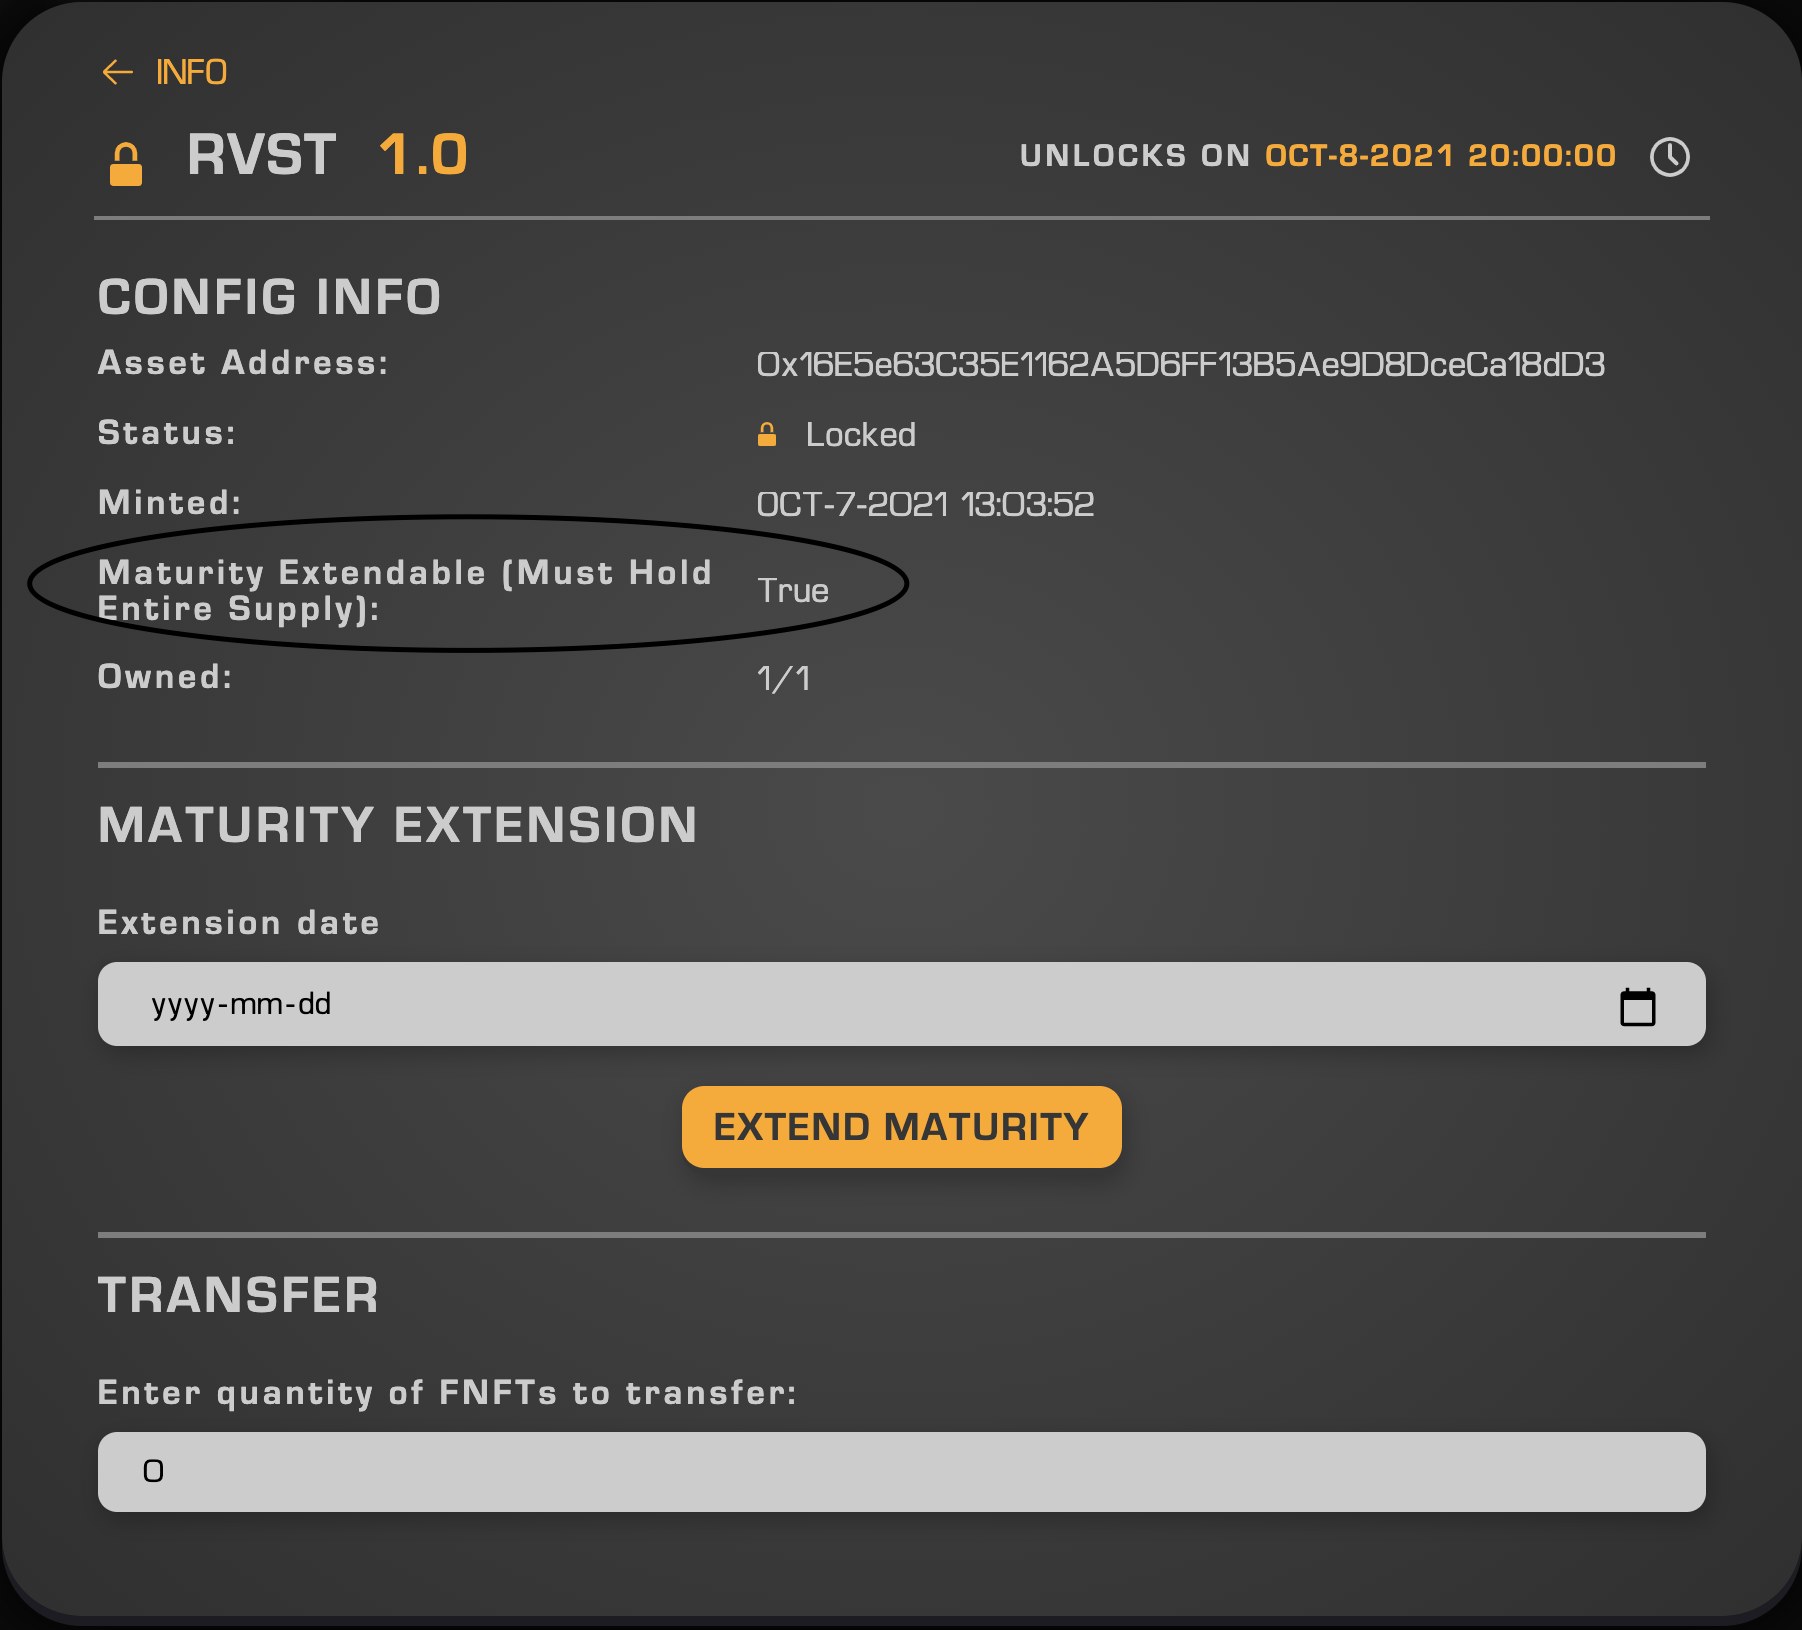 INFO
RVST 1.0
UNLOCKS ON OCT-8-2021 20:00:00
CONFIG INFO
Asset Address: 0x16E5e63C35E1162A5D6FF13B5Ae9D8DceCa18dD3
Status: Locked
Minted: OCT-7-2021 13:03:52
Maturity Extendable (Must Hold
Entire Supply): True
Owned: 1/1
MATURITY EXTENSION
Extension date
yyyy-mm-dd
EXTEND MATURITY
TRANSFER
Enter quantity of FNFTs to transfer:
0